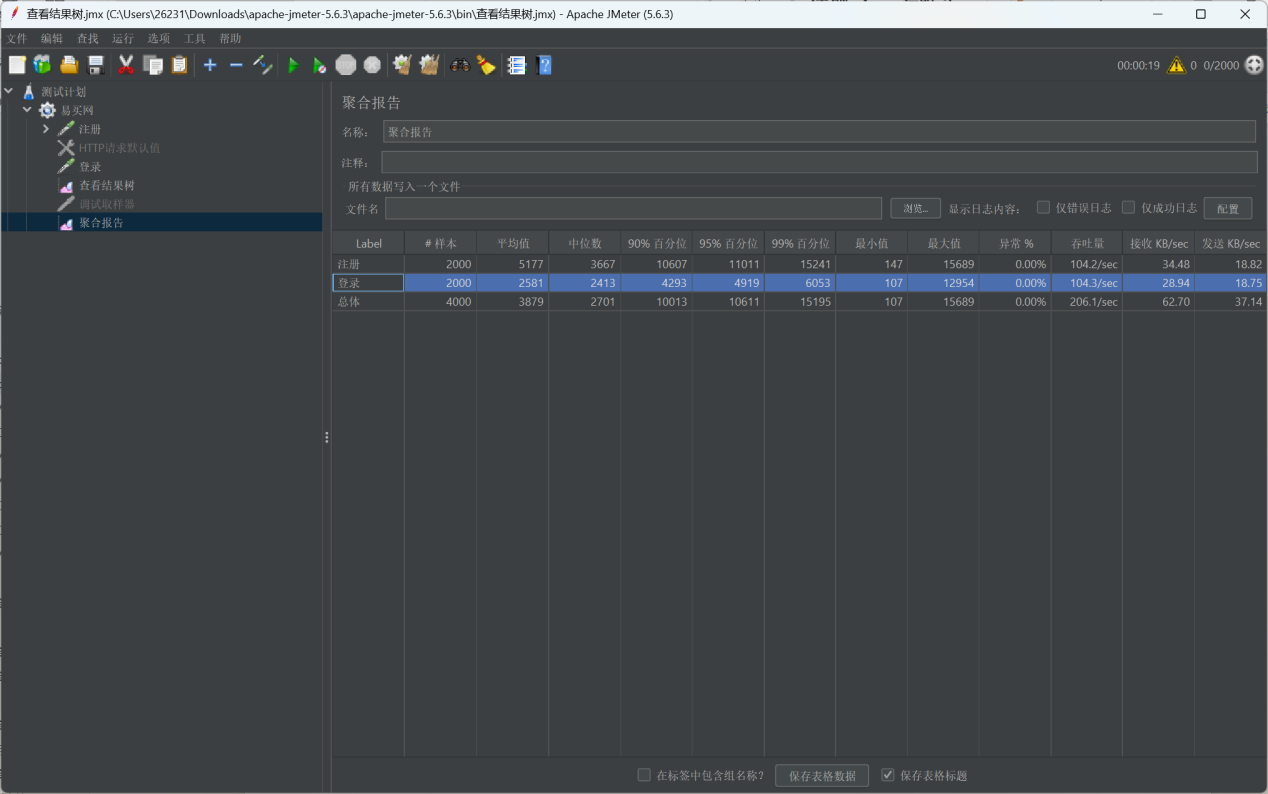 查看结果树.jmx (C:\Users\26231\Downloads\apache-jmeter-5.6.3\apache-jmeter-5.6.3\bin\查看结果树.jmx) - Apache JMeter (5.6.3)
文件 编辑 查找 运行 选项 工具 帮助
00:00:19 0 0/2000
测试计划
易买网
注册
HTTP请求默认值
登录
查看结果树
调试取样器
聚合报告
聚合报告
名称: 聚合报告
注释:
所有数据写入一个文件
文件名 浏览... 显示日志内容: 仅错误日志 仅成功日志 配置
Label # 样本 平均值 中位数 90% 百分位 95% 百分位 99% 百分位 最小值 最大值 异常 % 吞吐量 接收 KB/sec 发送 KB/sec
注册 2000 5177 3667 10607 11011 15241 147 15689 0.00% 104.2/sec 34.48 18.82
登录 2000 2581 2413 4293 4919 6053 107 12954 0.00% 104.3/sec 28.94 18.75
总体 4000 3879 2701 10013 10611 15195 107 15689 0.00% 206.1/sec 62.70 37.14
在标签中包含组名称? 保存表格数据 保存表格标题